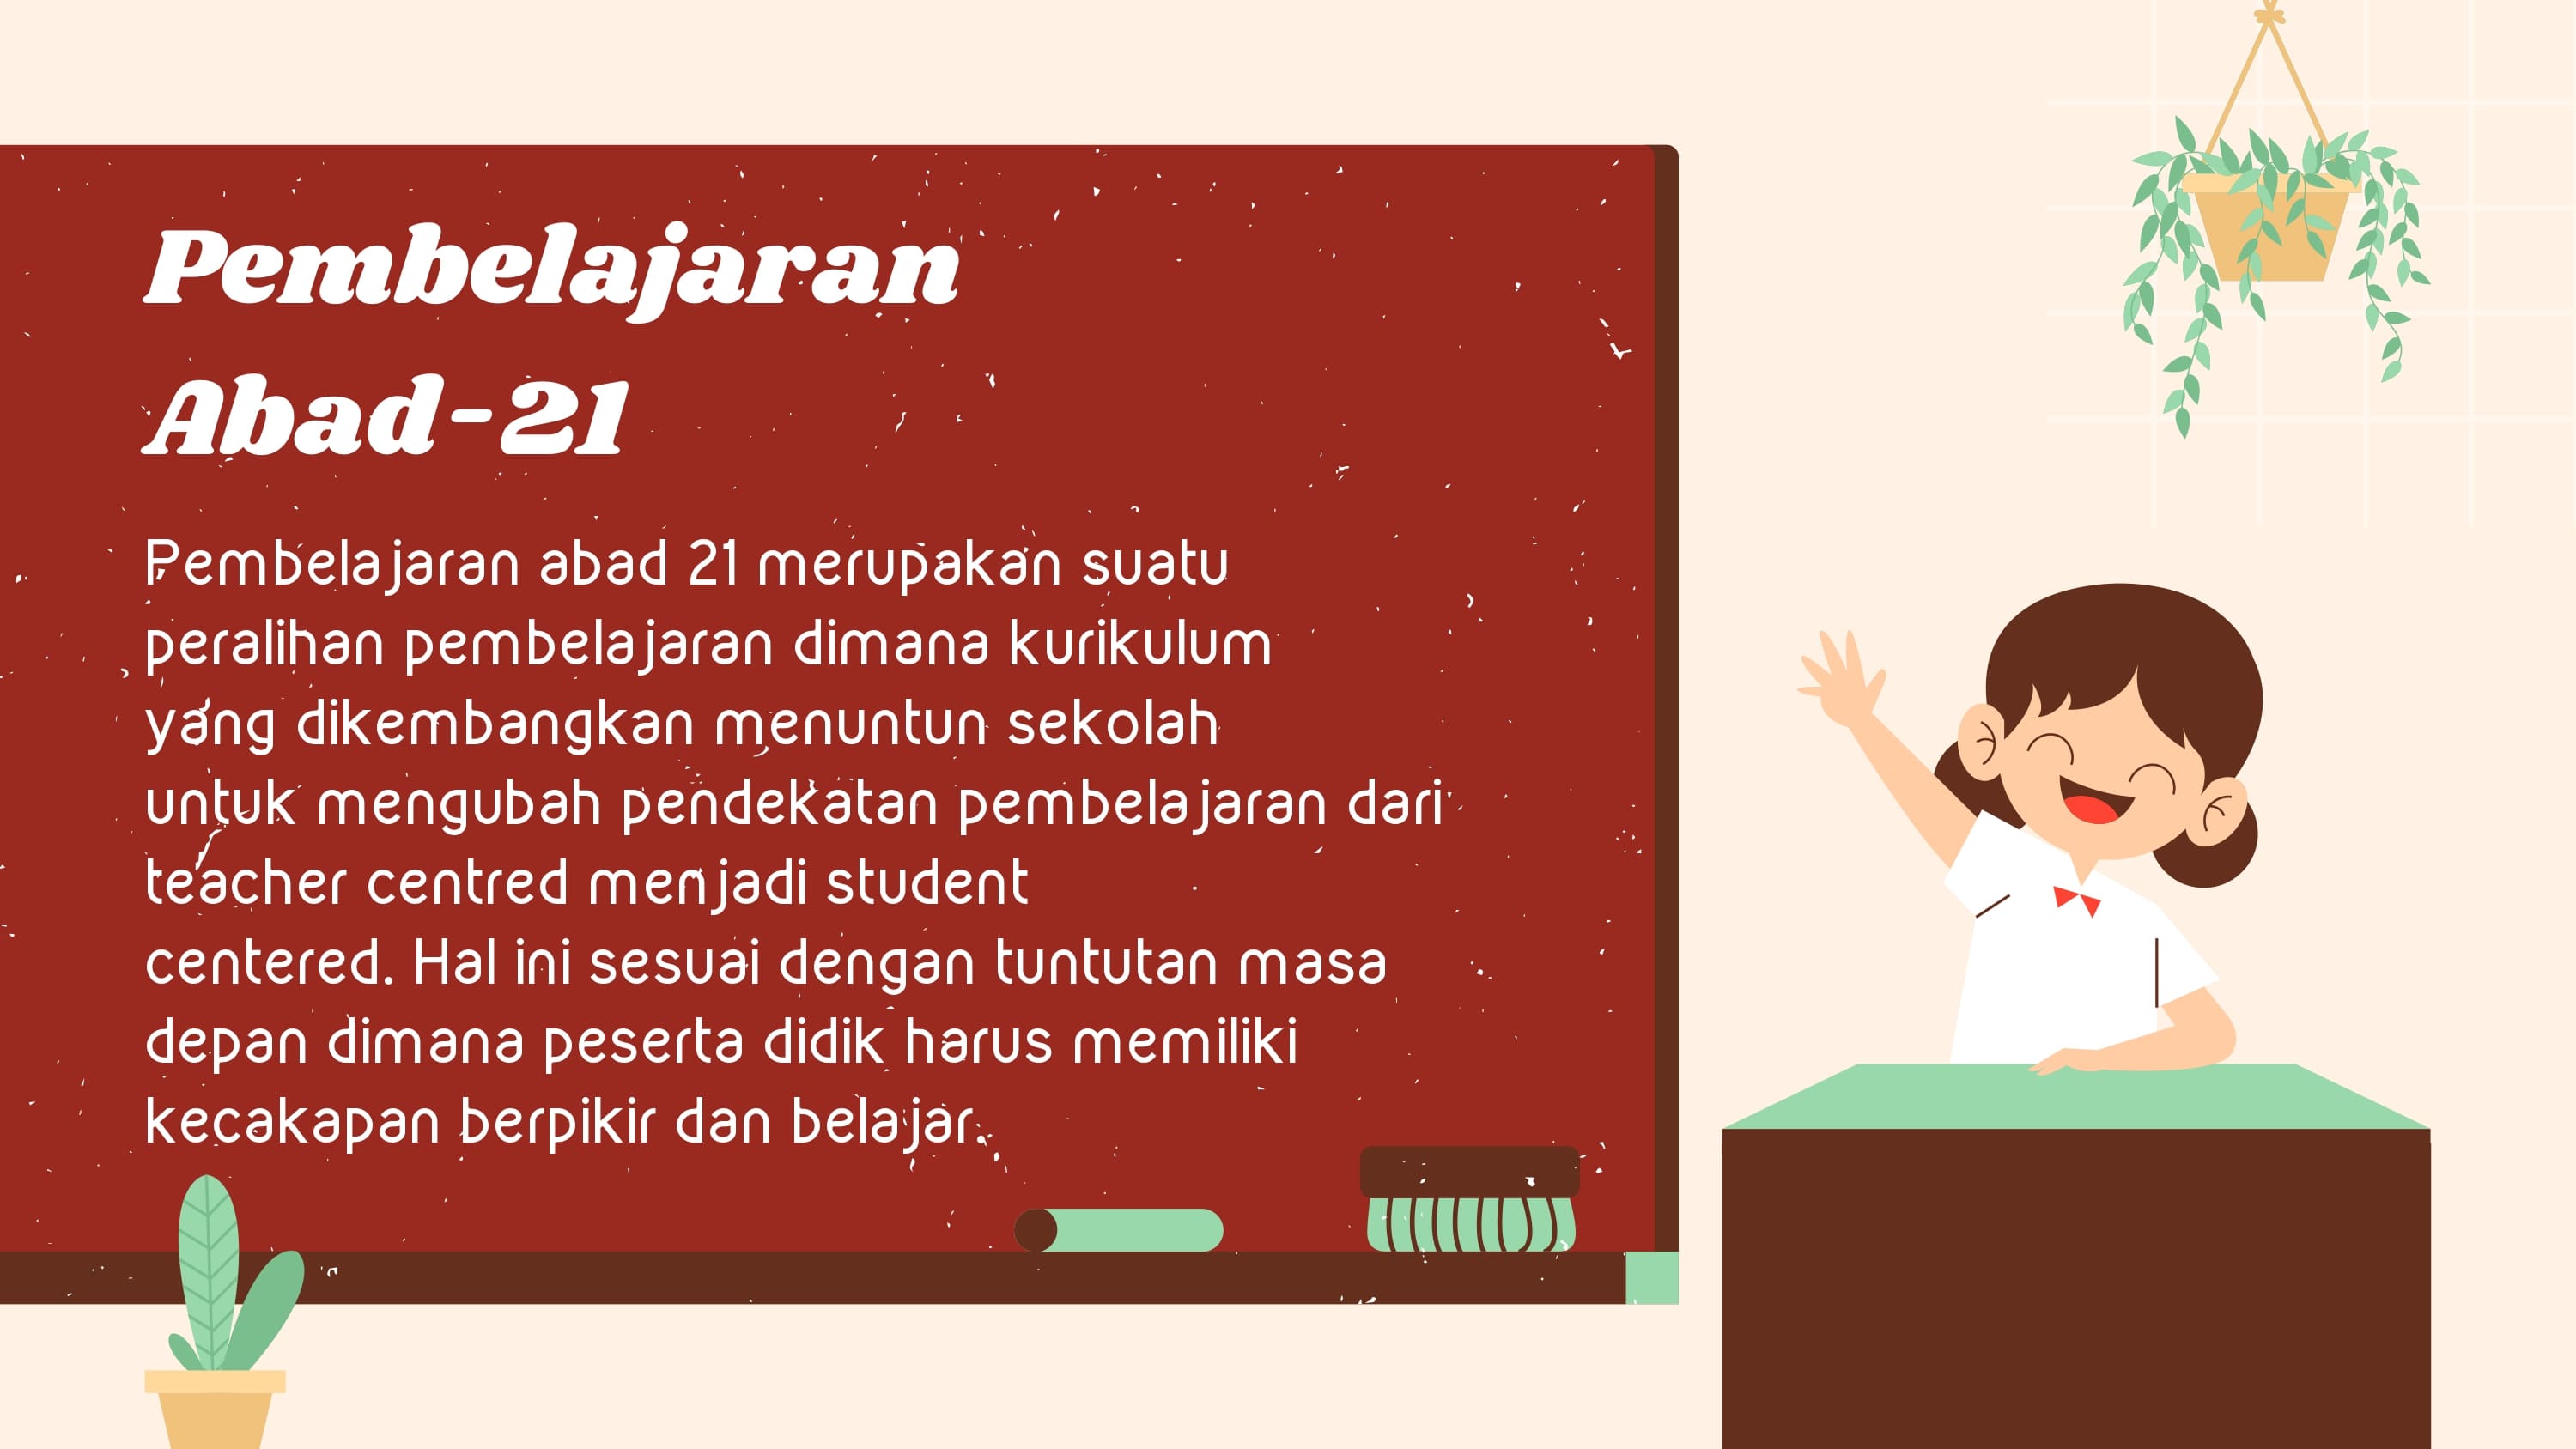 Pembelajaran
Abad-21
Pembelajaran abad 21 merupakan suatu
peralihan pembelajaran dimana kurikulum
yang dikembangkan menuntun sekolah
untuk mengubah pendekatan pembelajaran dari
teacher centred menjadi student
centered. Hal ini sesuai dengan tuntutan masa
depan dimana peserta didik harus memiliki
kecakapan berpikir dan belajar.